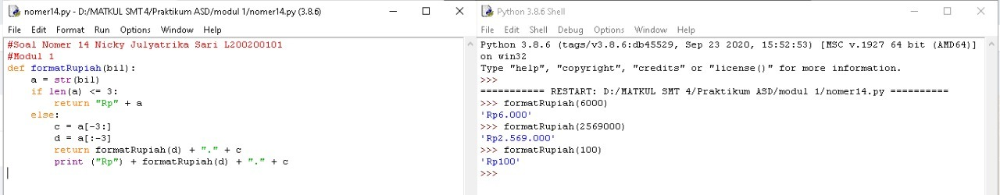 nomer14.py - D:/MATKUL SMT 4/Praktikum ASD/modul 1/nomer14.py (3.8.6)
File Edit Format Run Options Window Help
#Soal Nomer 14 Nicky Julyatrika Sari L200200101
#Modul 1
def formatRupiah(bil):
    a = str(bil)
    if len(a) <= 3:
        return "Rp" + a
    else:
        c = a[-3:]
        d = a[:-3]
        return formatRupiah(d) + "." + c
        print ("Rp") + formatRupiah(d) + "." + c
Python 3.8.6 Shell
File Edit Shell Debug Options Window Help
Python 3.8.6 (tags/v3.8.6:db45529, Sep 23 2020, 15:52:53) [MSC v.1927 64 bit (AMD64)]
on win32
Type "help", "copyright", "credits" or "license()" for more information.
>>>
=========== RESTART: D:/MATKUL SMT 4/Praktikum ASD/modul 1/nomer14.py ==========
>>> formatRupiah(6000)
'Rp6.000'
>>> formatRupiah(2569000)
'Rp2.569.000'
>>> formatRupiah(100)
'Rp100'
>>>